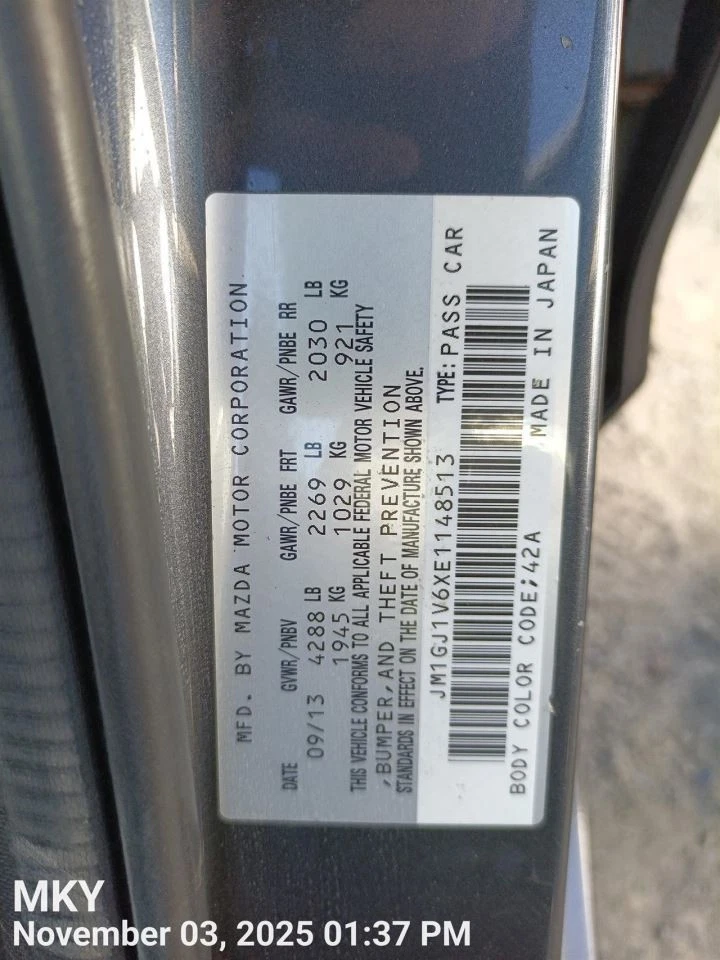 MFD. BY MAZDA MOTOR CORPORATION
DATE GVWR/PNBV GAWR/PNBE FRT GAWR/PNBE RR
09/13 4288 LB 2269 LB 2030 LB
1945 KG 1029 KG 921 KG
THIS VEHICLE CONFORMS TO ALL APPLICABLE FEDERAL MOTOR VEHICLE SAFETY
,BUMPER,AND THEFT PREVENTION
STANDARDS IN EFFECT ON THE DATE OF MANUFACTURE SHOWN ABOVE.
JM1GJ1V6XE1148513 TYPE:PASS CAR
BODY COLOR CODE;42A MADE IN JAPAN
MKY
November 03, 2025 01:37 PM